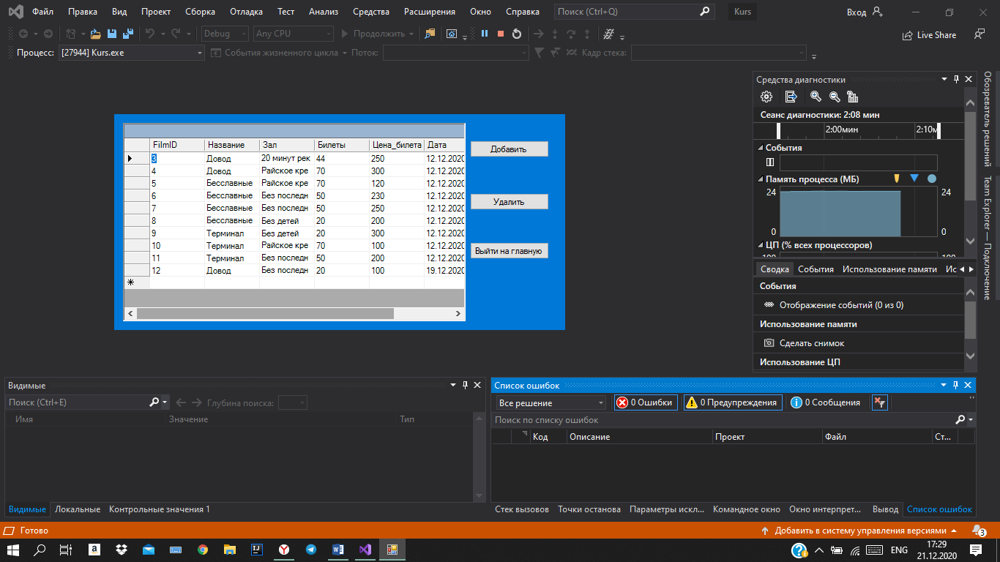 Файл Правка Вид Проект Сборка Отладка Тест Анализ Средства Расширения Окно Справка Поиск (Ctrl+Q) Kurs Вход
Debug Any CPU Продолжить Live Share
Процесс: [27944] Kurs.exe События жизненного цикла Поток: Кадр стека:
FilmID Название Зал Билеты Цена_билета Дата
3 Довод 20 минут рек 44 250 12.12.2020
4 Довод Райское кре 70 300 12.12.2020
5 Бесславные Райское кре 70 120 12.12.2020
6 Бесславные Без последн 50 230 12.12.2020
7 Бесславные Без последн 50 250 12.12.2020
8 Бесславные Без детей 20 200 12.12.2020
9 Терминал Без детей 20 300 12.12.2020
10 Терминал Райское кре 70 100 12.12.2020
11 Терминал Без последн 50 200 12.12.2020
12 Довод Без последн 20 100 19.12.2020
Добавить
Удалить
Выйти на главную
Средства диагностики
Сеанс диагностики: 2:08 мин
2:00мин 2:10м
События
Память процесса (МБ)
24 24
0 0
ЦП (% всех процессоров)
100 100
Сводка События Использование памяти Ис
События
Отображение событий (0 из 0)
Использование памяти
Сделать снимок
Использование ЦП
Обозреватель решений
Team Explorer — Подключение
Видимые
Поиск (Ctrl+E) Глубина поиска:
Имя Значение Тип
Видимые Локальные Контрольные значения 1
Список ошибок
Все решение 0 Ошибки 0 Предупреждения 0 Сообщения
Поиск по списку ошибок
Код Описание Проект Файл Ст...
Стек вызовов Точки останова Параметры искл... Командное окно Окно интерпрет... Вывод Список ошибок
Готово Добавить в систему управления версиями 3
ENG 17:29
21.12.2020